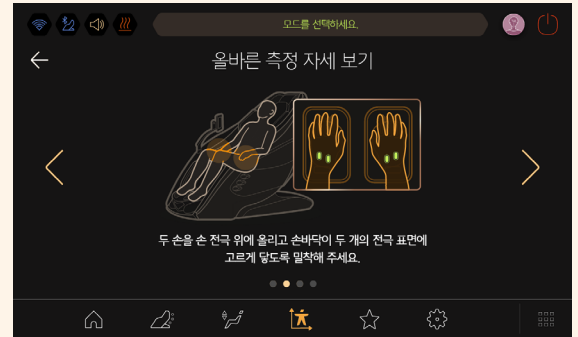 모드를 선택하세요.
올바른 측정 자세 보기
두 손을 손 전극 위에 올리고 손바닥이 두 개의 전극 표면에
고르게 닿도록 밀착해 주세요.